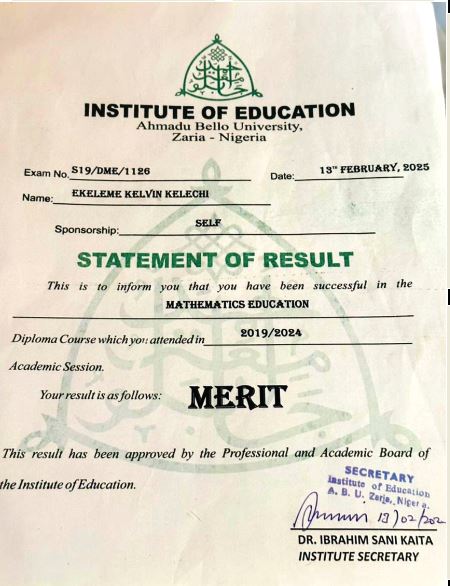 INSTITUTE OF EDUCATION
Ahmadu Bello University,
Zaria - Nigeria
Exam No. S19/DME/1126 Date: 13TH FEBRUARY, 2025
Name: EKELEME KELVIN KELECHI
Sponsorship: SELF
STATEMENT OF RESULT
This is to inform you that you have been successful in the
MATHEMATICS EDUCATION
Diploma Course which you attended in 2019/2024
Academic Session.
Your result is as follows: MERIT
This result has been approved by the Professional and Academic Board of
the Institute of Education.
SECRETARY
Institute of Education
A. B. U. Zaria, Nigeria.
13/02/202
DR. IBRAHIM SANI KAITA
INSTITUTE SECRETARY